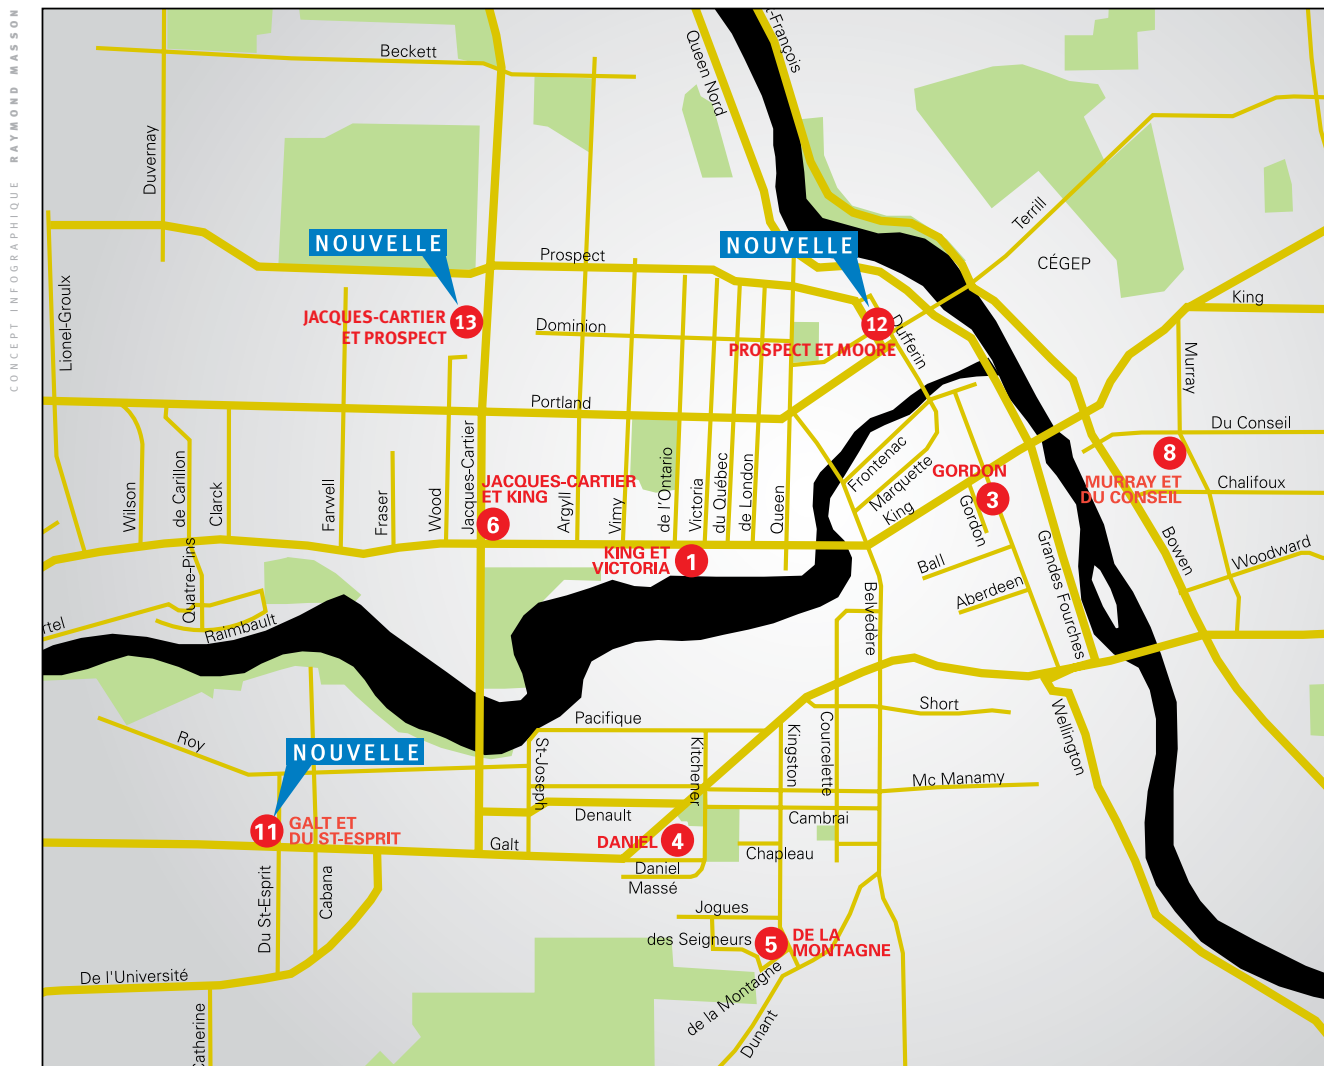 CONCEPT INFOGRAPHIQUE RAYMOND MASSON
Beckett
Queen Nord
-François
Duvernay
Terrill
CÉGEP
NOUVELLE
NOUVELLE
Prospect
King
Lionel-Groulx
JACQUES-CARTIER
ET PROSPECT
13
12
Dominion
Dufferin
PROSPECT ET MOORE
Murray
Portland
Du Conseil
Wilson
de Carillon
Clarck
Farwell
Fraser
Wood
Jacques-Cartier
JACQUES-CARTIER
ET KING
6
Argyll
Vimy
de l'Ontario
Victoria
du Québec
de London
Queen
Frontenac
Marquette
King
GORDON
3
Gordon
8
MURRAY ET
DU CONSEIL
Chalifoux
KING ET
VICTORIA
1
Ball
Aberdeen
Grandes Fourches
Bowen
Woodward
Quatre-Pins
Raimbault
rtel
Belvédère
Roy
Pacifique
Short
Wellington
NOUVELLE
St-Joseph
Kitchener
Kingston
Courcelette
Mc Manamy
11
GALT ET
DU ST-ESPRIT
Galt
Denault
Cambrai
DANIEL
4
Chapleau
Daniel
Massé
Du St-Esprit
Cabana
Jogues
des Seigneurs
5
DE LA
MONTAGNE
De l'Université
de la Montagne
Dunant
Catherine